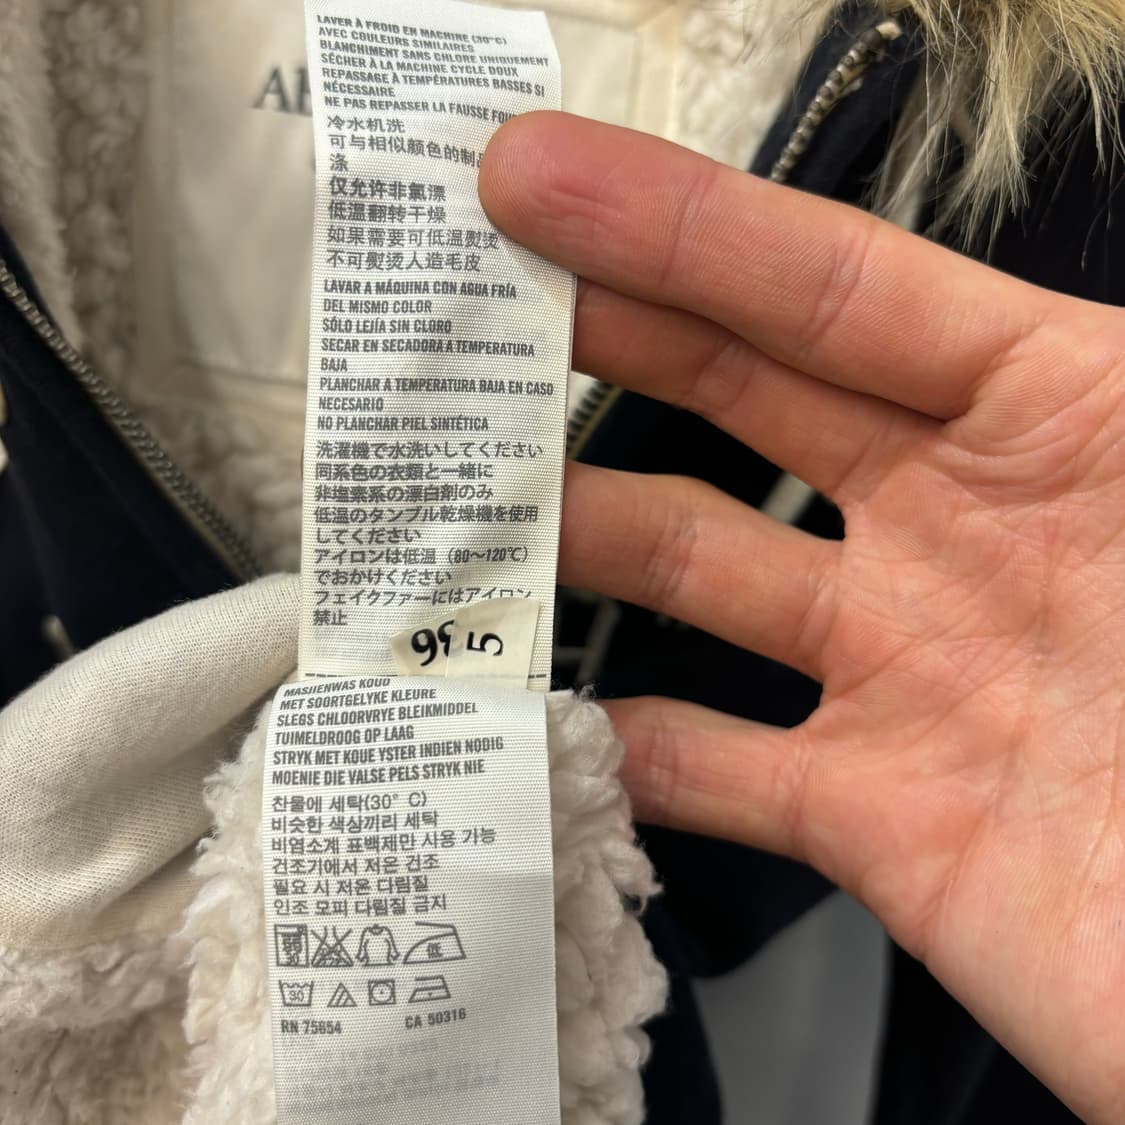 LAVER À FROID EN MACHINE (30°C)
AVEC COULEURS SIMILAIRES
BLANCHIMENT SANS CHLORE UNIQUEMENT
SÉCHER À LA MACHINE CYCLE DOUX
REPASSAGE À TEMPÉRATURES BASSES SI
NÉCESSAIRE
NE PAS REPASSER LA FAUSSE
冷水机洗
可与相似颜色的制
涤
仅允许非氯漂
低温翻转干燥
如果需要可低温熨烫
不可熨烫人造毛皮
LAVAR A MÁQUINA CON AGUA FRÍA
DEL MISMO COLOR
SÓLO LEJÍA SIN CLORO
SECAR EN SECADORA A TEMPERATURA
BAJA
PLANCHAR A TEMPERATURA BAJA EN CASO
NECESARIO
NO PLANCHAR PIEL SINTÉTICA
洗濯機で水洗いしてください
同系色の衣類と一緒に
非塩素系の漂白剤のみ
低温のタンブル乾燥機を使用
してください
アイロンは低温(80～120℃)
でおかけください
フェイクファーにはアイロン
禁止
5
MASJIENWAS KOUD
MET SOORTGELYKE KLEURE
SLEGS CHLOORVRYE BLEIKMIDDEL
TUIMELDROOG OP LAAG
STRYK MET KOUE YSTER INDIEN NODIG
MOENIE DIE VALSE PELS STRYK NIE
찬물에 세탁(30° C)
비슷한 색상끼리 세탁
비염소계 표백제만 사용 가능
건조기에서 저온 건조
필요 시 저온 다림질
인조 모피 다림질 금지
低
30
RN 75654 CA 50316